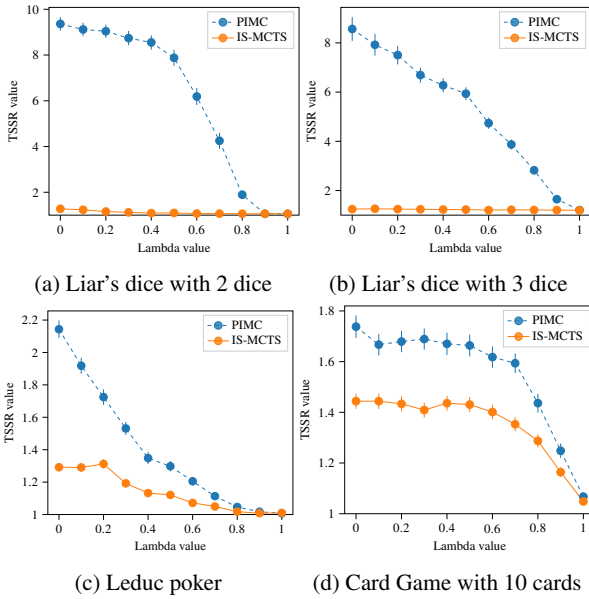 10
8
6
4
2
TSSR value
PIMC
IS-MCTS
0 0.2 0.4 0.6 0.8 1
Lambda value
(a) Liar's dice with 2 dice
8
6
4
2
TSSR value
PIMC
IS-MCTS
0 0.2 0.4 0.6 0.8 1
Lambda value
(b) Liar's dice with 3 dice
2.2
2
1.8
1.6
1.4
1.2
1
TSSR value
PIMC
IS-MCTS
0 0.2 0.4 0.6 0.8 1
Lambda value
(c) Leduc poker
1.8
1.6
1.4
1.2
1
TSSR value
PIMC
IS-MCTS
0 0.2 0.4 0.6 0.8 1
Lambda value
(d) Card Game with 10 cards